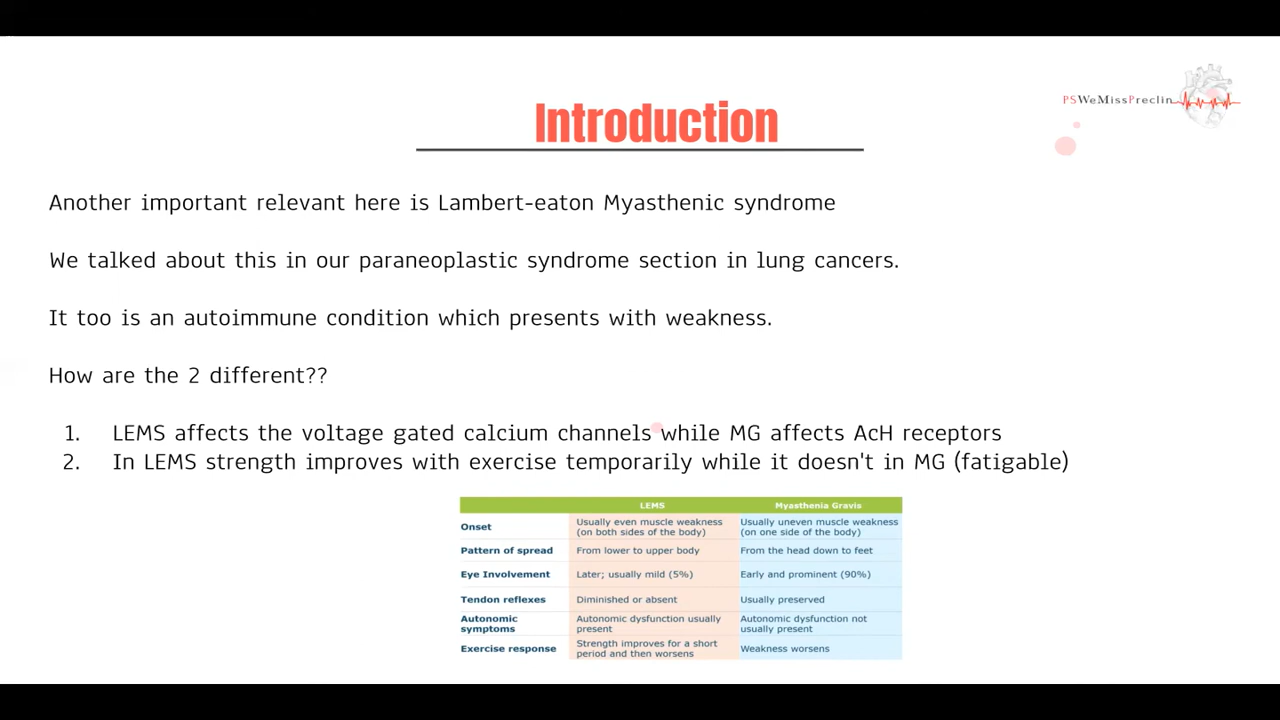 PSWeMissPreclin
Introduction
Another important relevant here is Lambert-eaton Myasthenic syndrome
We talked about this in our paraneoplastic syndrome section in lung cancers.
It too is an autoimmune condition which presents with weakness.
How are the 2 different??
1. LEMS affects the voltage gated calcium channels while MG affects AcH receptors
2. In LEMS strength improves with exercise temporarily while it doesn't in MG (fatigable)
LEMS Myasthenia Gravis
Onset Usually even muscle weakness (on both sides of the body) Usually uneven muscle weakness (on one side of the body)
Pattern of spread From lower to upper body From the head down to feet
Eye Involvement Later; usually mild (5%) Early and prominent (90%)
Tendon reflexes Diminished or absent Usually preserved
Autonomic symptoms Autonomic dysfunction usually present Autonomic dysfunction not usually present
Exercise response Strength improves for a short period and then worsens Weakness worsens